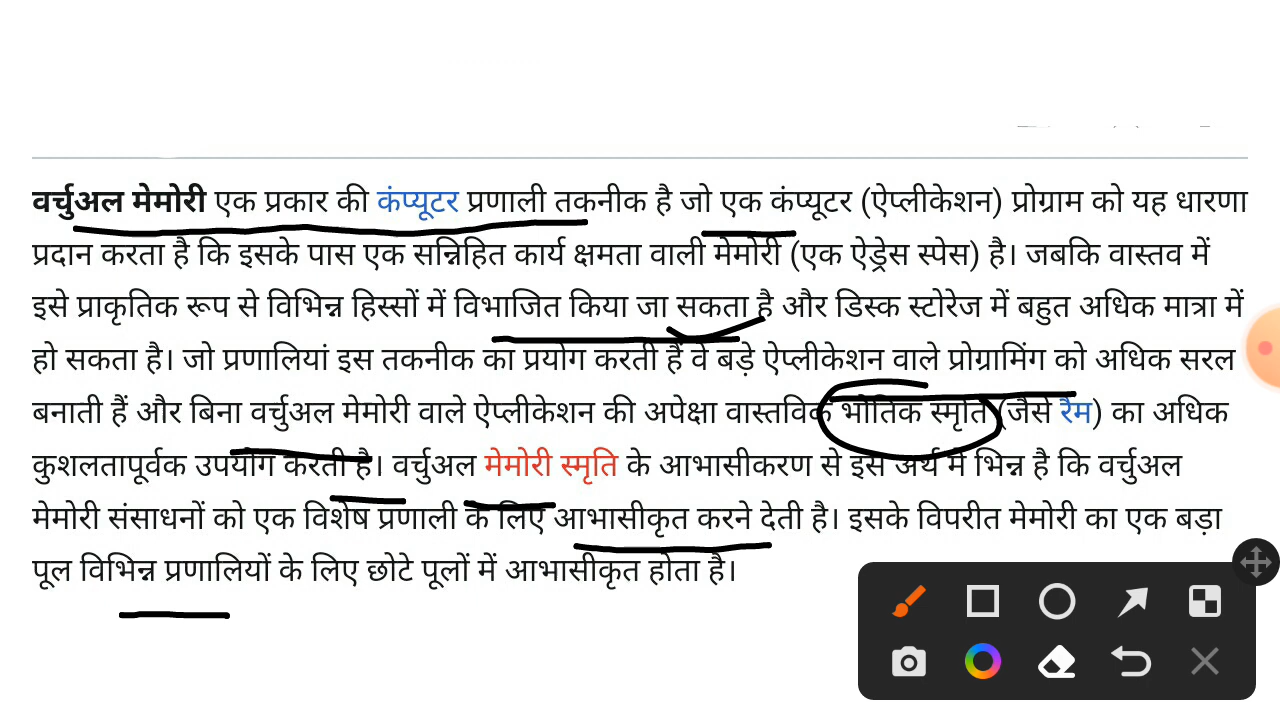 वर्चुअल मेमोरी एक प्रकार की कंप्यूटर प्रणाली तकनीक है जो एक कंप्यूटर (ऐप्लीकेशन) प्रोग्राम को यह धारणा
प्रदान करता है कि इसके पास एक सन्निहित कार्य क्षमता वाली मेमोरी (एक ऐड्रेस स्पेस) है। जबकि वास्तव में
इसे प्राकृतिक रूप से विभिन्न हिस्सों में विभाजित किया जा सकता है और डिस्क स्टोरेज में बहुत अधिक मात्रा में
हो सकता है। जो प्रणालियां इस तकनीक का प्रयोग करती हैं वे बड़े ऐप्लीकेशन वाले प्रोग्रामिंग को अधिक सरल
बनाती हैं और बिना वर्चुअल मेमोरी वाले ऐप्लीकेशन की अपेक्षा वास्तविक भौतिक स्मृति (जैसे रैम) का अधिक
कुशलतापूर्वक उपयोग करती है। वर्चुअल मेमोरी स्मृति के आभासीकरण से इस अर्थ में भिन्न है कि वर्चुअल
मेमोरी संसाधनों को एक विशेष प्रणाली के लिए आभासीकृत करने देती है। इसके विपरीत मेमोरी का एक बड़ा
पूल विभिन्न प्रणालियों के लिए छोटे पूलों में आभासीकृत होता है।